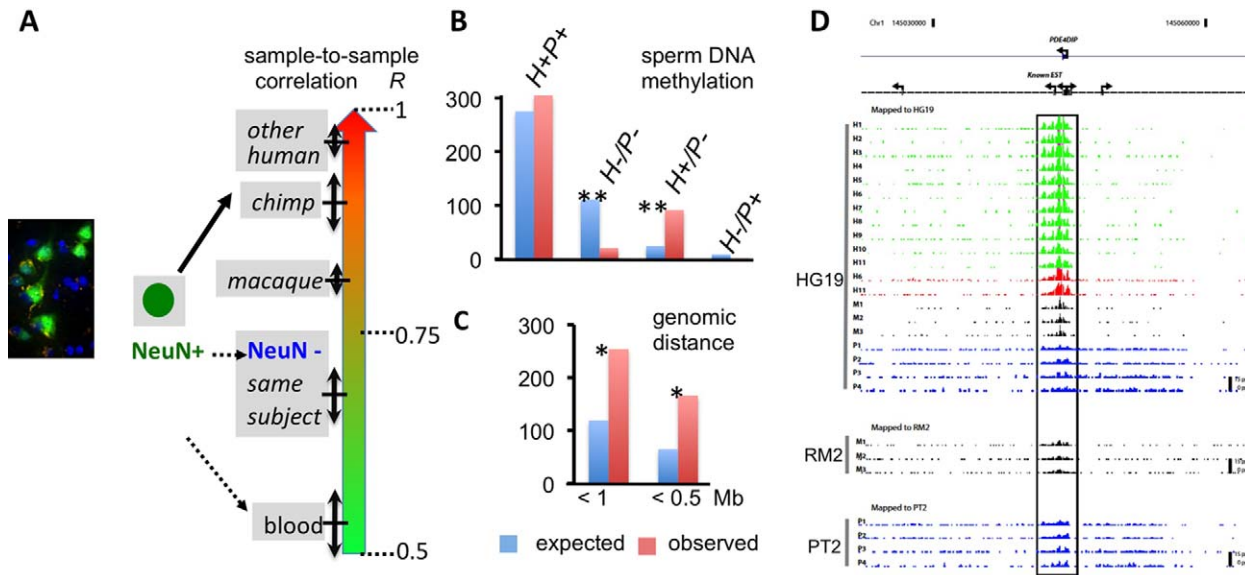 A
sample-to-sample
correlation R
1
other
human
chimp
macaque
0.75
NeuN+
NeuN -
same
subject
blood
0.5
B
sperm DNA
methylation
300
200
100
0
H+P+
** H-/P-
** H+/P-
H-/P+
C
genomic
distance
300
200
100
0
*
*
< 1
< 0.5 Mb
expected
observed
D
Chr1 145030000
145060000
PDE4DIP
Known EST
Mapped to HG19
HG19
H1
H2
H3
H4
H5
H6
H7
H8
H9
H10
H11
H6
H11
M1
M2
M3
P1
P2
P3
P4
Mapped to RM2
RM2
M1
M2
M3
Mapped to PT2
PT2
P1
P2
P3
P4